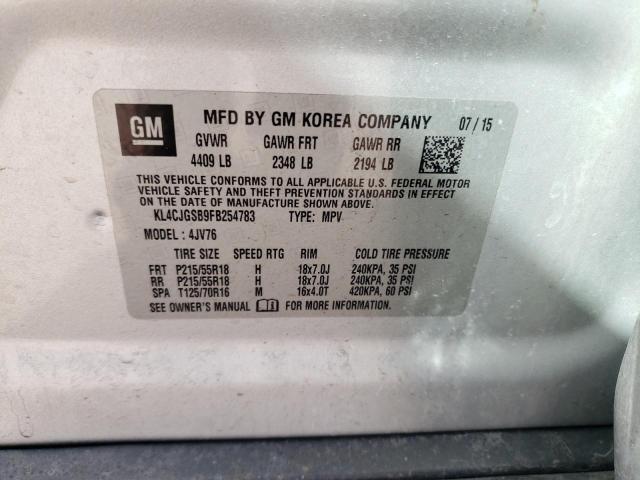 GM
MFD BY GM KOREA COMPANY 07 / 15
GVWR GAWR FRT GAWR RR
4409 LB 2348 LB 2194 LB
THIS VEHICLE CONFORMS TO ALL APPLICABLE U.S. FEDERAL MOTOR
VEHICLE SAFETY AND THEFT PREVENTION STANDARDS IN EFFECT
ON THE DATE OF MANUFACTURE SHOWN ABOVE.
KL4CJGSB9FB254783 TYPE: MPV
MODEL : 4JV76
TIRE SIZE SPEED RTG RIM COLD TIRE PRESSURE
FRT P215/55R18 H 18x7.0J 240KPA, 35 PSI
RR P215/55R18 H 18x7.0J 240KPA, 35 PSI
SPA T125/70R16 M 16x4.0T 420KPA, 60 PSI
SEE OWNER'S MANUAL FOR MORE INFORMATION.